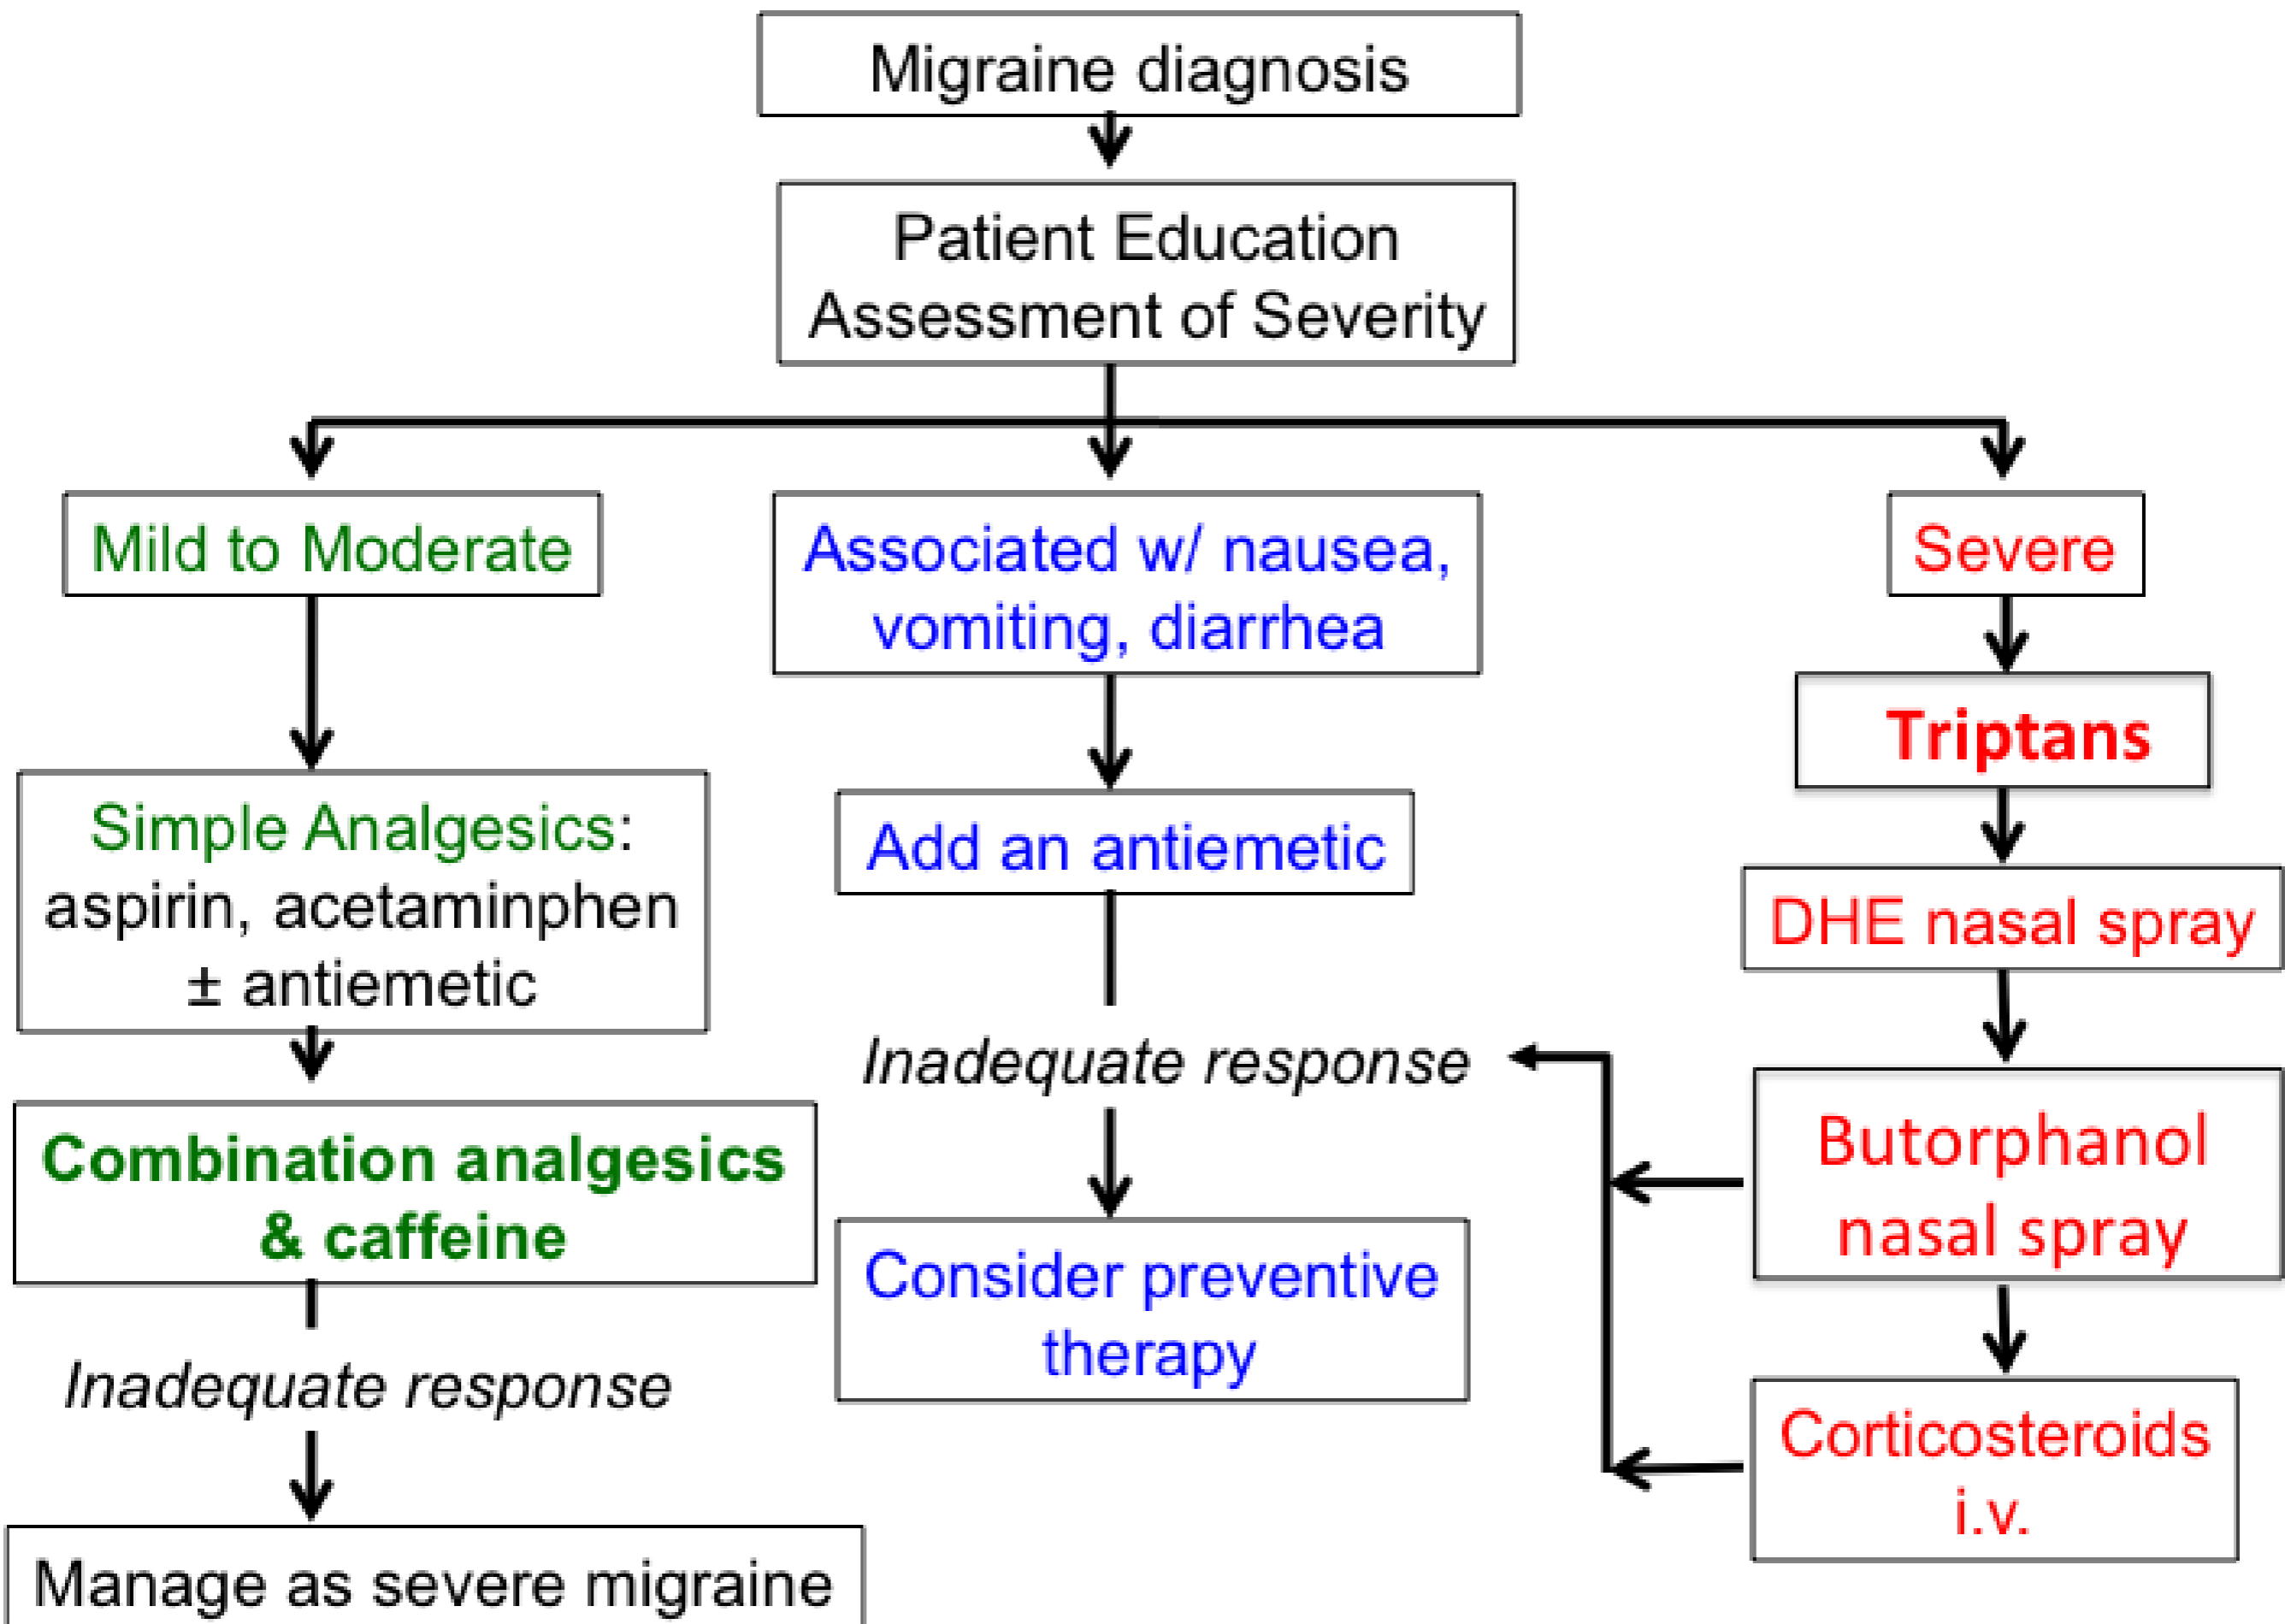 Migraine diagnosis
Patient Education
Assessment of Severity
Mild to Moderate
Associated w/ nausea,
vomiting, diarrhea
Severe
Simple Analgesics:
aspirin, acetaminphen
± antiemetic
Add an antiemetic
Triptans
DHE nasal spray
Combination analgesics
& caffeine
Inadequate response
Butorphanol
nasal spray
Inadequate response
Consider preventive
therapy
Corticosteroids
i.v.
Manage as severe migraine